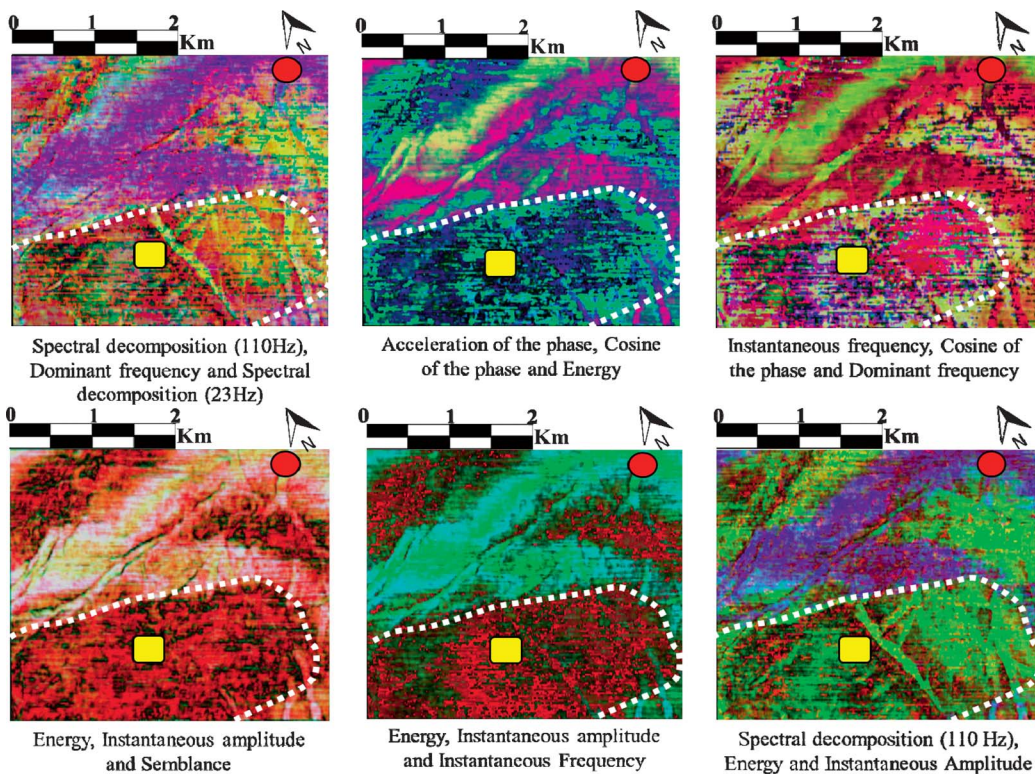 0 1 2
Km
N
0 1 2
Km
N
0 1 2
Km
N
Spectral decomposition (110Hz),
Dominant frequency and Spectral
decomposition (23Hz)
Acceleration of the phase, Cosine
of the phase and Energy
Instantaneous frequency, Cosine of
the phase and Dominant frequency
0 1 2
Km
N
0 1 2
Km
N
0 1 2
Km
N
Energy, Instantaneous amplitude
and Semblance
Energy, Instantaneous amplitude
and Instantaneous Frequency
Spectral decomposition (110 Hz),
Energy and Instantaneous Amplitude